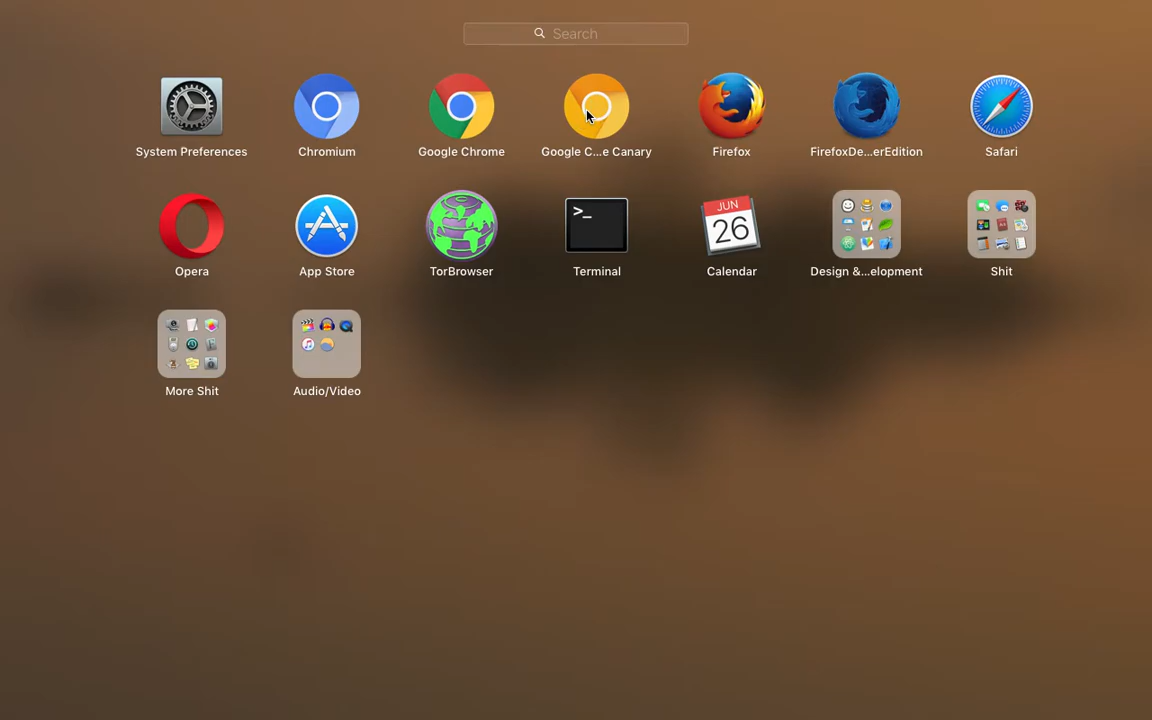 Search
System Preferences
Chromium
Google Chrome
Google C...e Canary
Firefox
FirefoxDe...erEdition
Safari
>_
JUN
26
Opera
App Store
TorBrowser
Terminal
Calendar
Design &...elopment
Shit
More Shit
Audio/Video